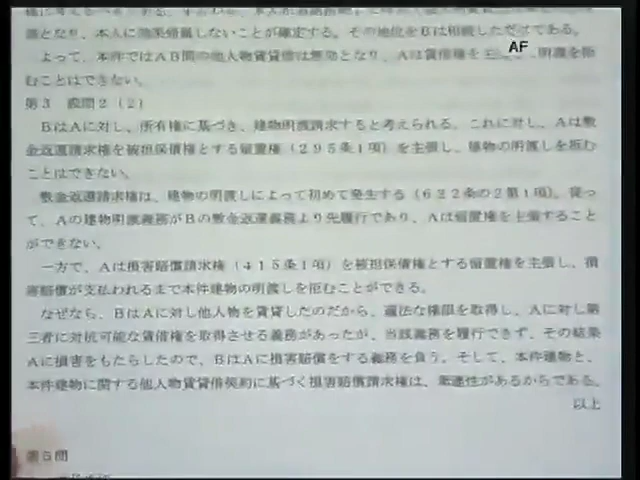 効となり、本人に効果帰属しないことが確定する。その地位をBは相続しただけである。
よって、本件ではAB間の他人物賃貸借は無効となり、Aは賃借権を主 明渡を拒
AF
むことはできない。
第3 設問2(2)
BはAに対し、所有権に基づき、建物明渡請求すると考えられる。これに対し、Aは敷
金返還請求権を被担保債権とする留置権(295条1項)を主張し、建物の明渡しを拒む
ことはできない。
敷金返還請求権は、建物の明渡しによって初めて発生する(622条の2第1項)。従っ
て、Aの建物明渡義務がBの敷金返還義務より先履行であり、Aは留置権を主張すること
ができない。
一方で、Aは損害賠償請求権(415条1項)を被担保債権とする留置権を主張し、損
害賠償が支払われるまで本件建物の明渡しを拒むことができる。
なぜなら、BはAに対し他人物を賃貸したのだから、適法な権限を取得し、Aに対し第
三者に対抗可能な賃借権を取得させる義務があったが、当該義務を履行できず、その結果
Aに損害をもたらしたので、BはAに損害賠償をする義務を負う。そして、本件建物と、
本件建物に関する他人物賃貸借契約に基づく損害賠償請求権は、牽連性があるからである。
以上
第5問